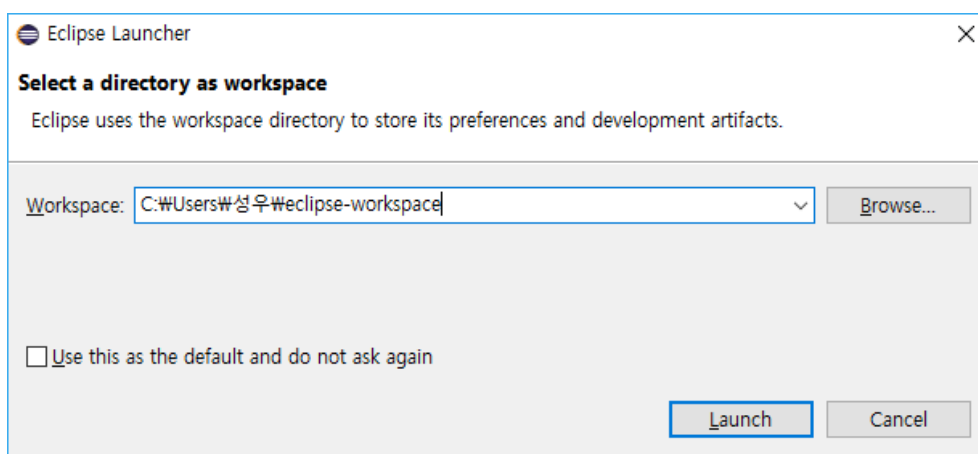 Eclipse Launcher
Select a directory as workspace
Eclipse uses the workspace directory to store its preferences and development artifacts.
Workspace: C:₩Users₩성우₩eclipse-workspace Browse...
Use this as the default and do not ask again
Launch Cancel